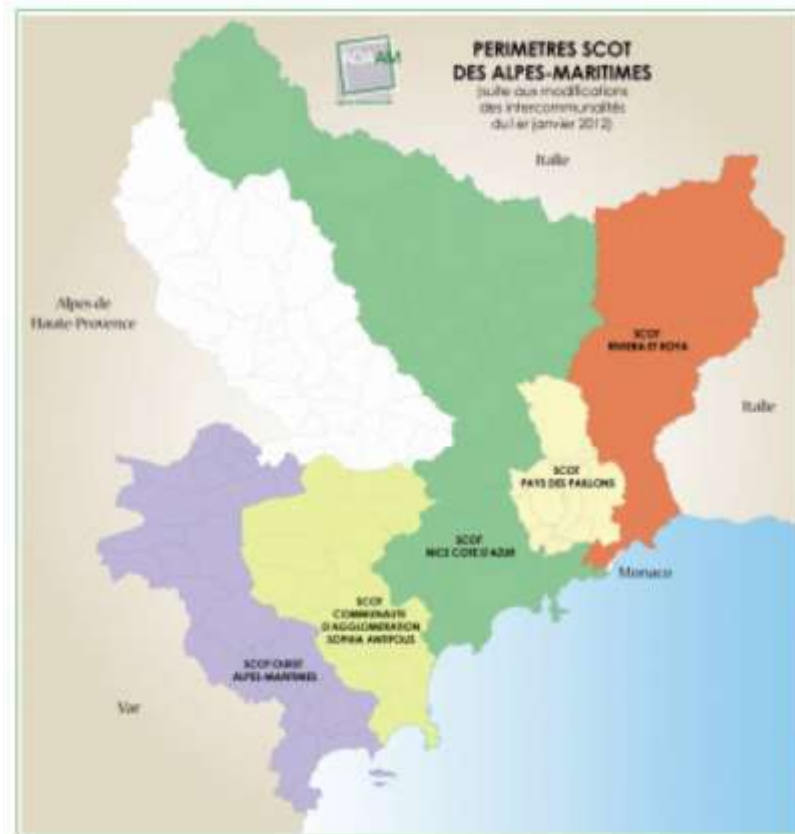 PERIMETRES SCOT
DES ALPES-MARITIMES
(suite aux modifications
des intercommunalités
du 1er janvier 2012)
Italie
Alpes de
Haute-Provence
SCOT
RIVIERA ET ROYA
Italie
SCOT
PAYS DES PAILLONS
SCOT
NICE COTE D'AZUR
Monaco
SCOT
COMMUNAUTE
D'AGGLOMERATION
SOPHIA ANTIPOLIS
SCOT OUEST
ALPES-MARITIMES
Var